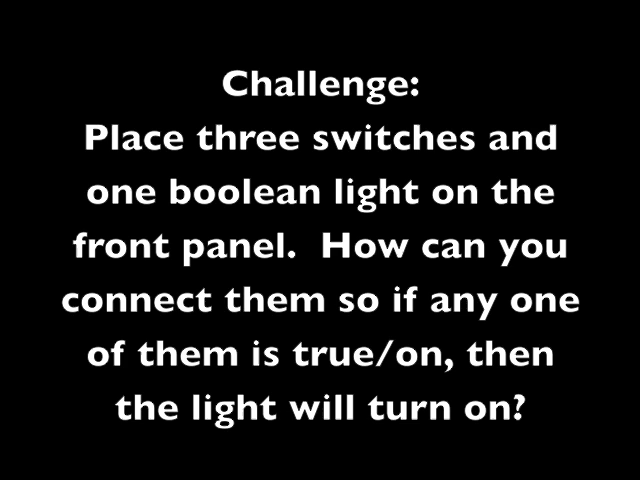 Challenge:
Place three switches and
one boolean light on the
front panel.  How can you
connect them so if any one
of them is true/on, then
the light will turn on?